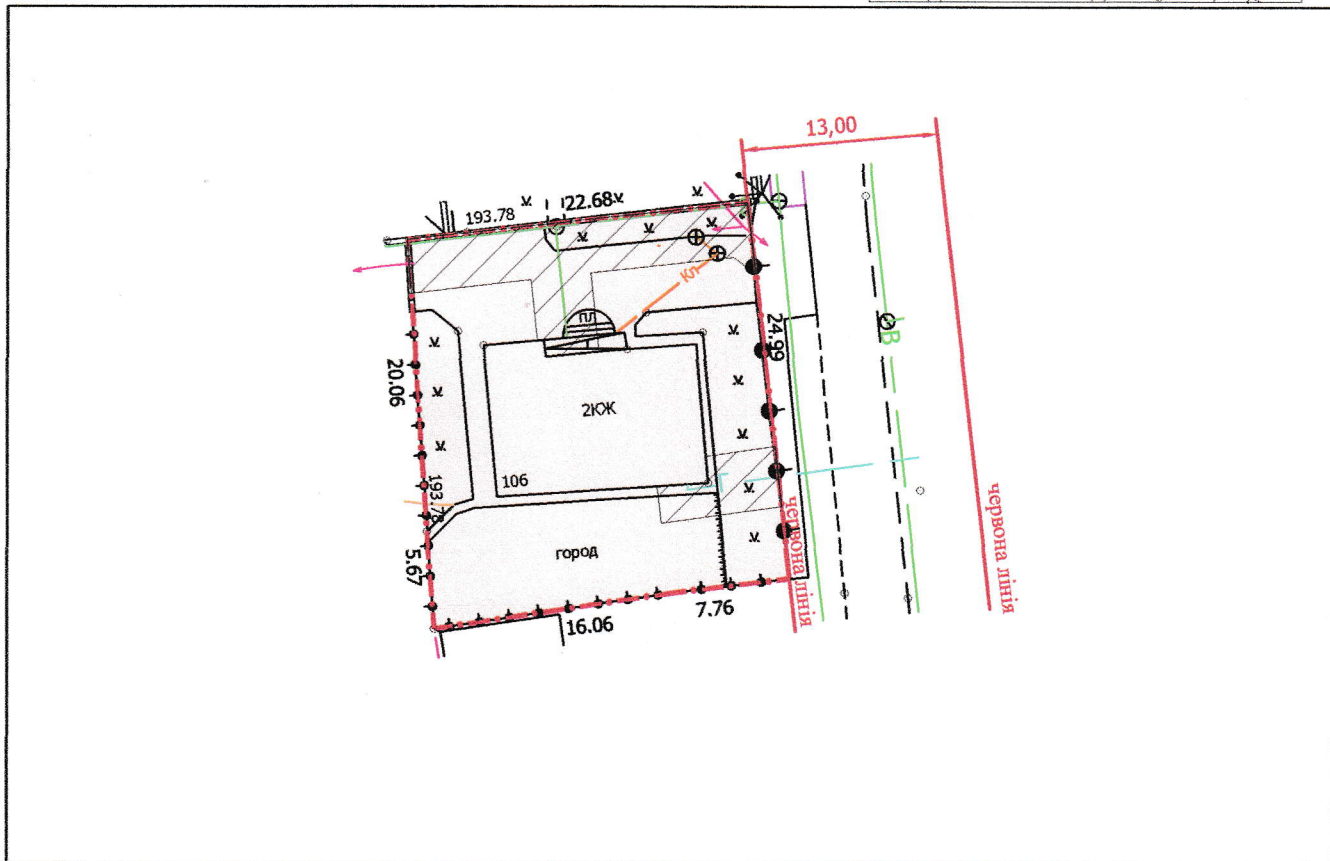 13,00
193.78
22.68
Кл
ПЛ
24.99
В
20.06
2КЖ
106
Г
193.78
город
5.67
16.06
7.76
червона лінія
червона лінія